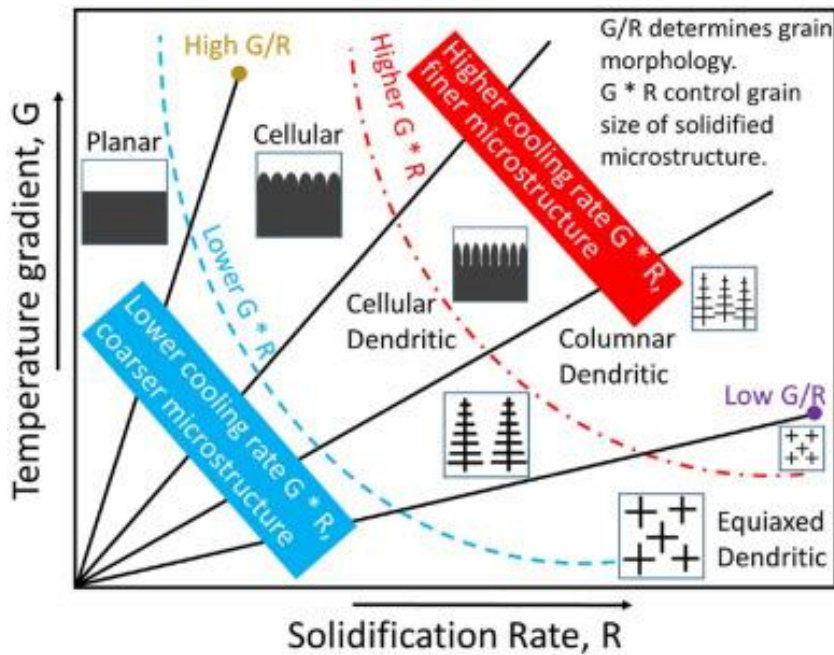 High G/R
G/R determines grain
morphology.
G * R control grain
size of solidified
microstructure.
Higher G * R
Higher cooling rate G * R,
finer microstructure
Planar
Cellular
Temperature gradient, G
Lower G * R
Cellular
Dendritic
Columnar
Dendritic
Lower cooling rate G * R,
coarser microstructure
Low G/R
Equiaxed
Dendritic
Solidification Rate, R